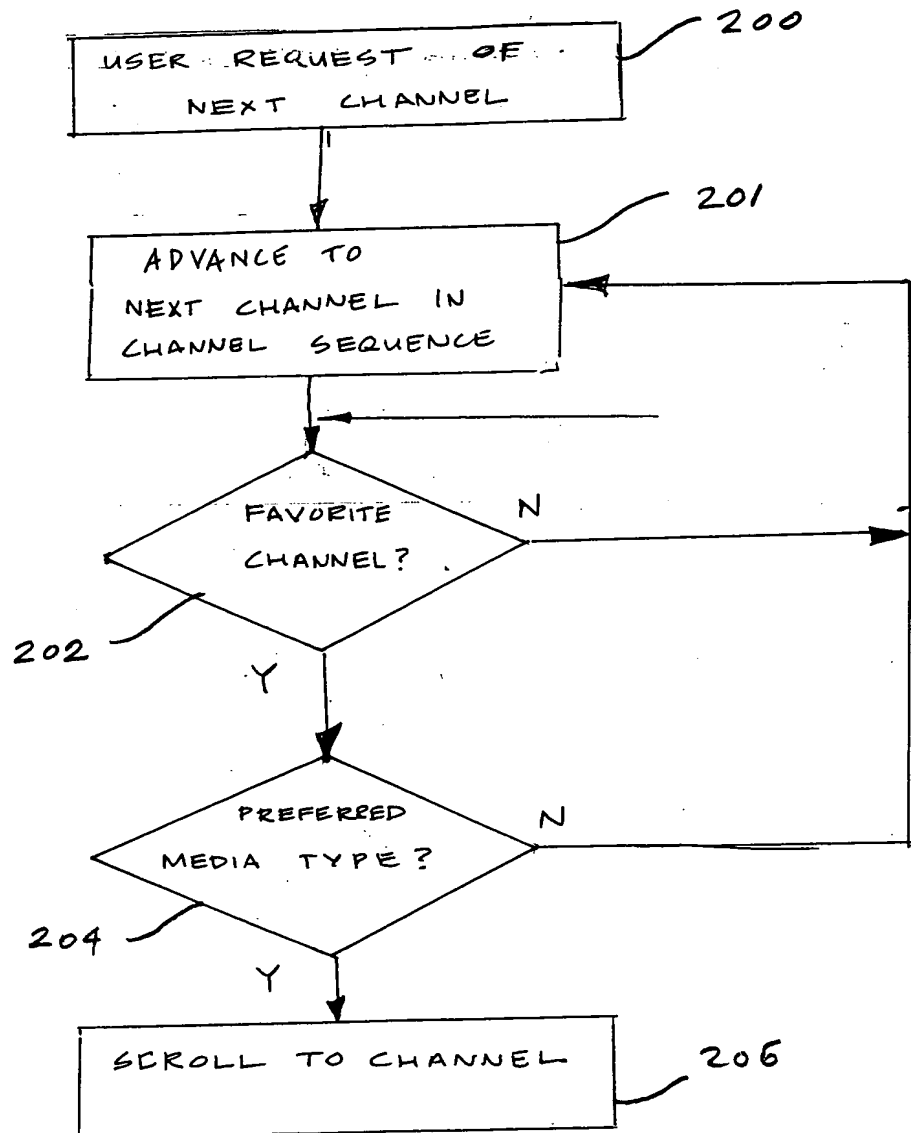 200
USER REQUEST OF
NEXT CHANNEL
201
ADVANCE TO
NEXT CHANNEL IN
CHANNEL SEQUENCE
FAVORITE
CHANNEL?
N
202
Y
PREFERRED
MEDIA TYPE?
N
204
Y
SCROLL TO CHANNEL
206